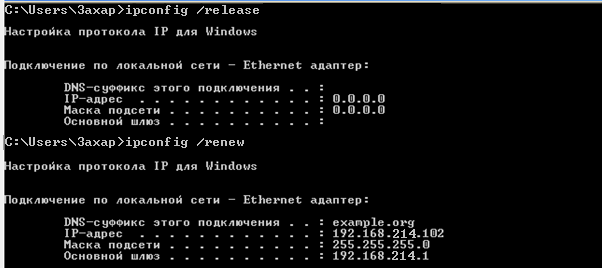 C:\Users\Захар>ipconfig /release
Настройка протокола IP для Windows
Подключение по локальной сети - Ethernet адаптер:
DNS-суффикс этого подключения . . :
IP-адрес . . . . . . . . . . . . : 0.0.0.0
Маска подсети . . . . . . . . . . : 0.0.0.0
Основной шлюз . . . . . . . . . . :
C:\Users\Захар>ipconfig /renew
Настройка протокола IP для Windows
Подключение по локальной сети - Ethernet адаптер:
DNS-суффикс этого подключения . . : example.org
IP-адрес . . . . . . . . . . . . : 192.168.214.102
Маска подсети . . . . . . . . . . : 255.255.255.0
Основной шлюз . . . . . . . . . . : 192.168.214.1